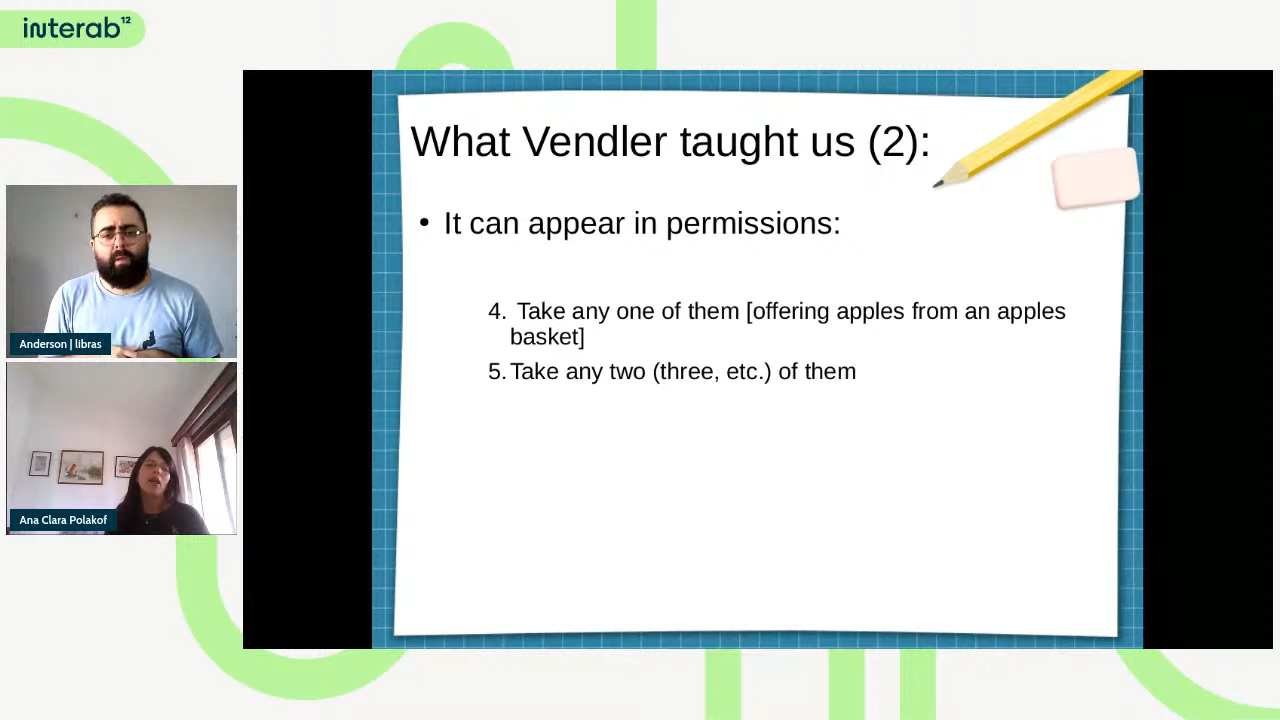 interab¹²
What Vendler taught us (2):
• It can appear in permissions:
4. Take any one of them [offering apples from an apples
basket]
5. Take any two (three, etc.) of them
Anderson | libras
Ana Clara Polakof